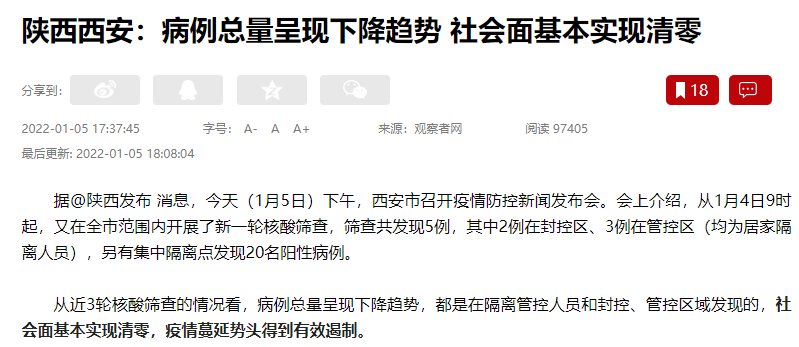 陕西西安：病例总量呈现下降趋势 社会面基本实现清零
分享到：
18
2022-01-05 17:37:45 字号： A- A A+ 来源：观察者网 阅读 97405
最后更新: 2022-01-05 18:08:04
据@陕西发布 消息，今天（1月5日）下午，西安市召开疫情防控新闻发布会。会上介绍，从1月4日9时
起，又在全市范围内开展了新一轮核酸筛查，筛查共发现5例，其中2例在封控区、3例在管控区（均为居家隔
离人员），另有集中隔离点发现20名阳性病例。
从近3轮核酸筛查的情况看，病例总量呈现下降趋势，都是在隔离管控人员和封控、管控区域发现的，社
会面基本实现清零，疫情蔓延势头得到有效遏制。